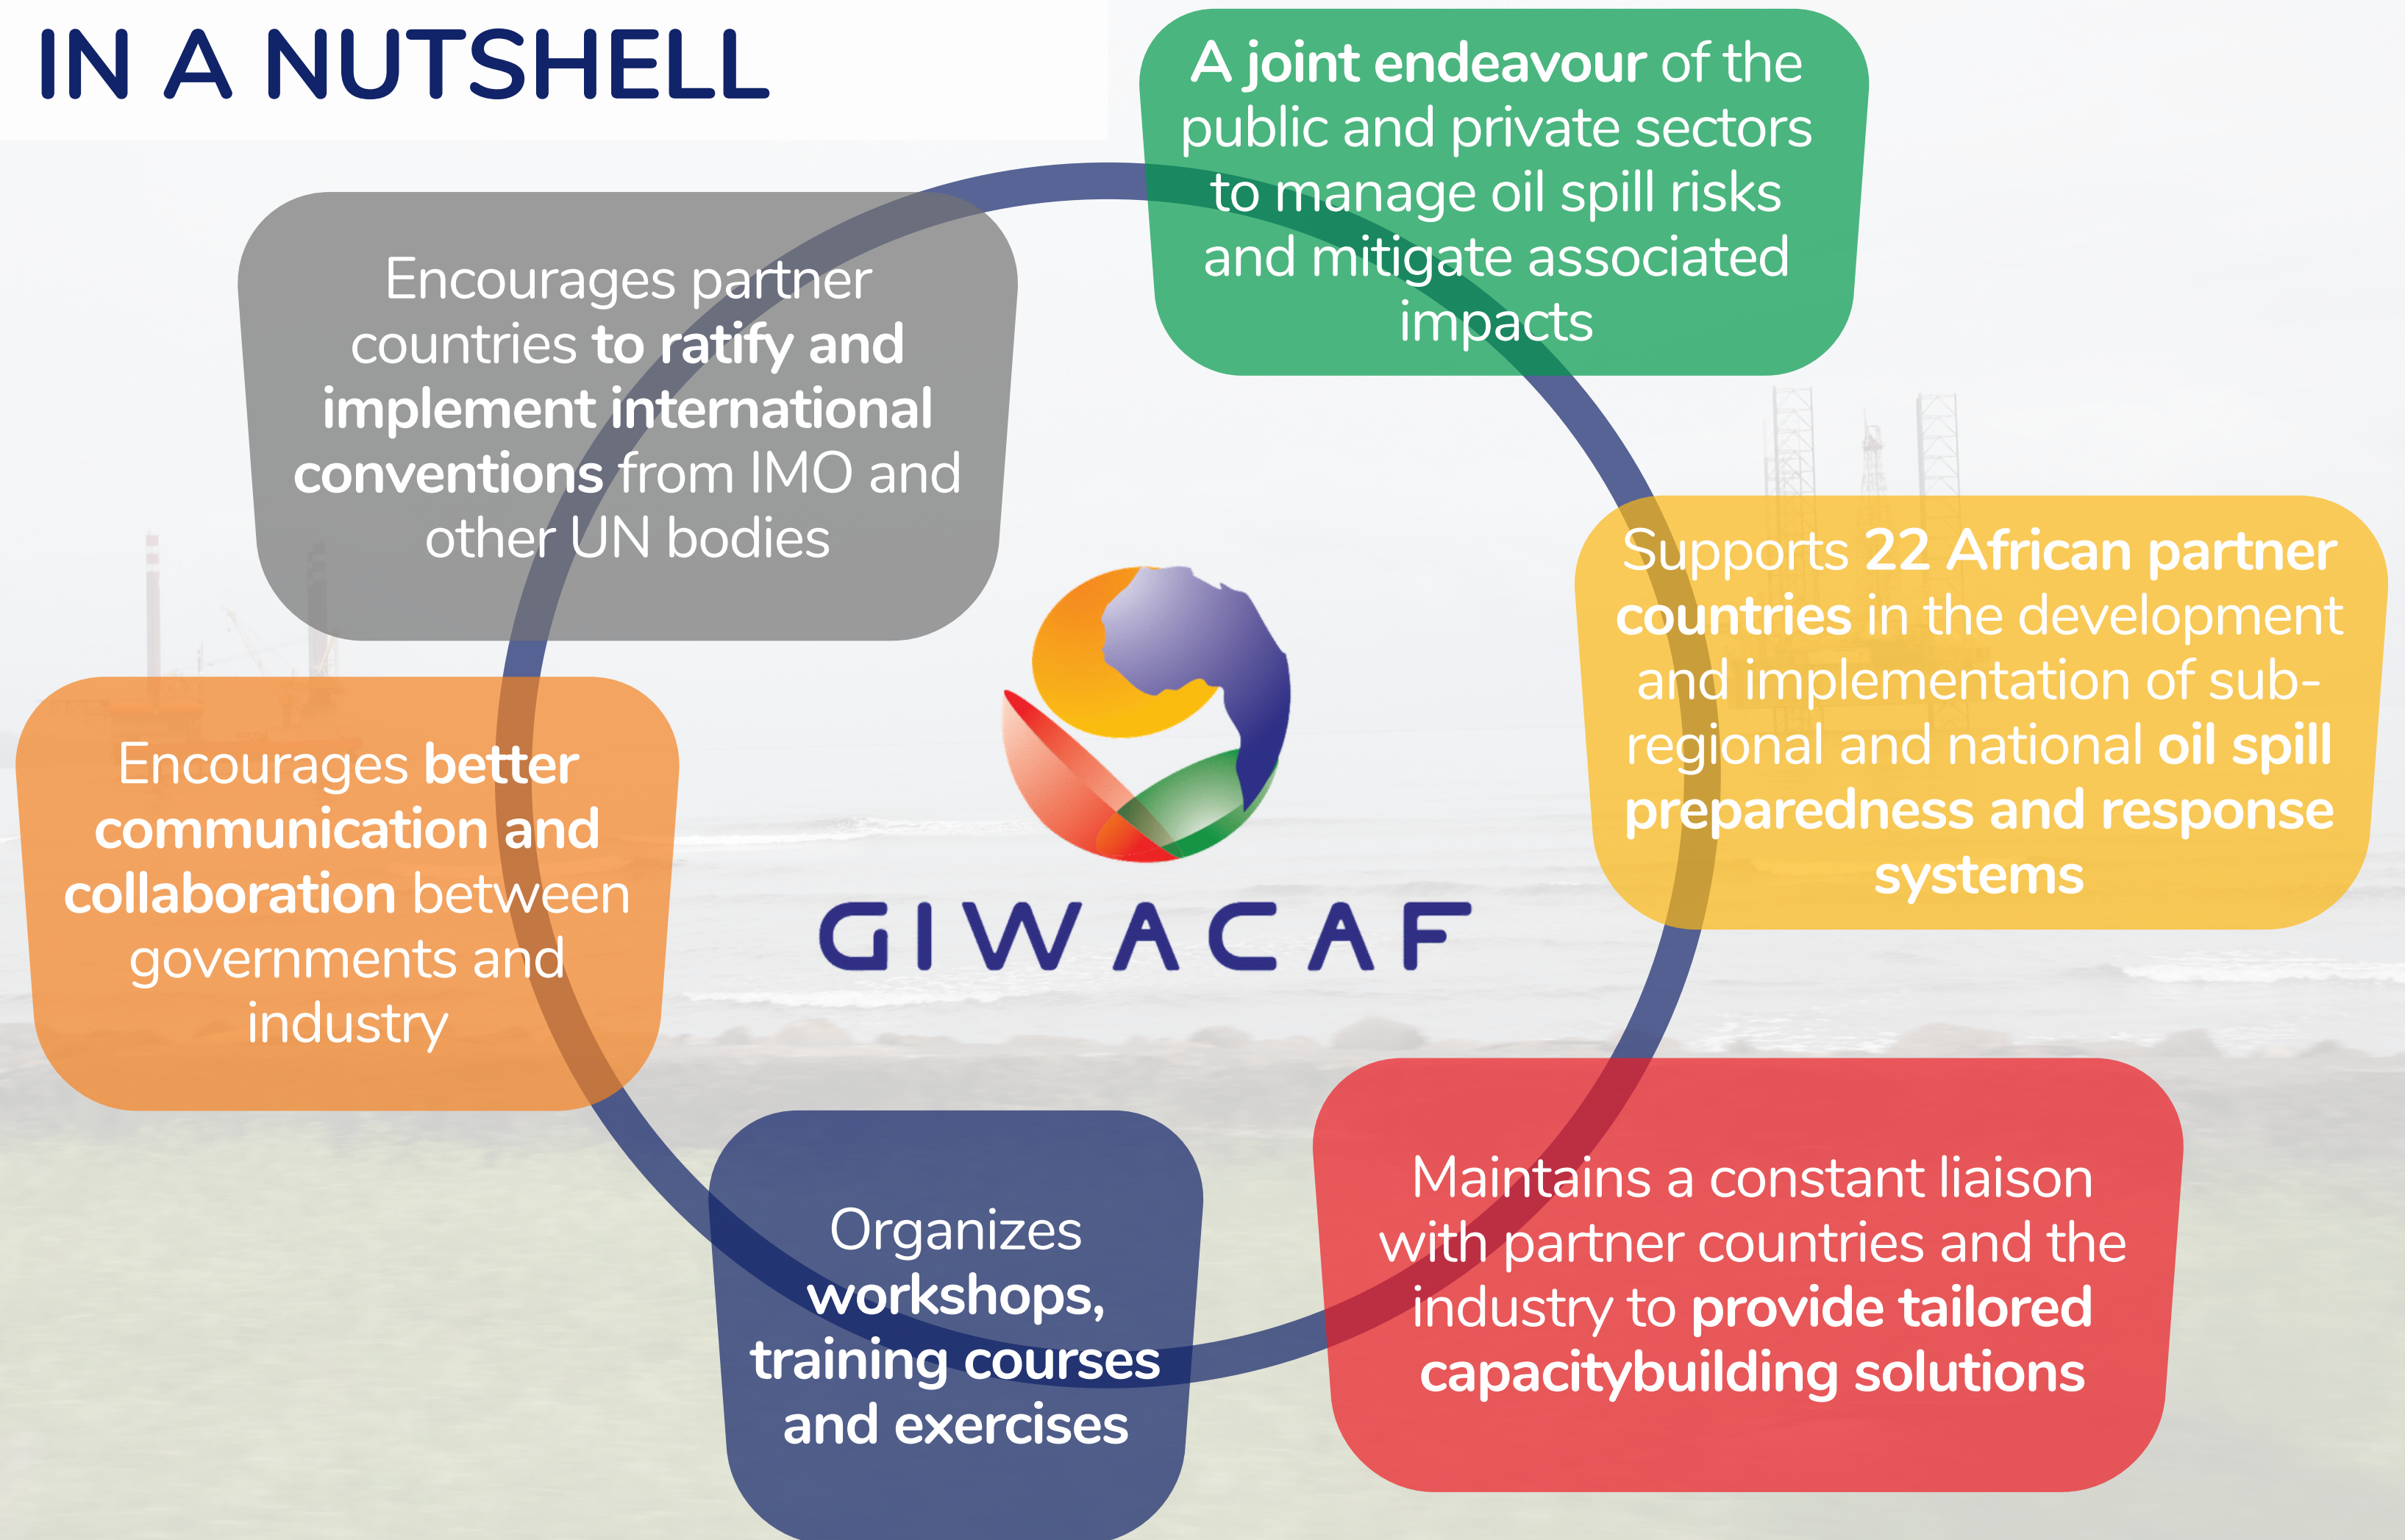 IN A NUTSHELL
A joint endeavour of the
public and private sectors
to manage oil spill risks
and mitigate associated
impacts
Supports 22 African partner
countries in the development
and implementation of sub-
regional and national oil spill
preparedness and response
systems
Maintains a constant liaison
with partner countries and the
industry to provide tailored
capacitybuilding solutions
Organizes
workshops,
training courses
and exercises
Encourages better
communication and
collaboration between
governments and
industry
Encourages partner
countries to ratify and
implement international
conventions from IMO and
other UN bodies
GIWACAF